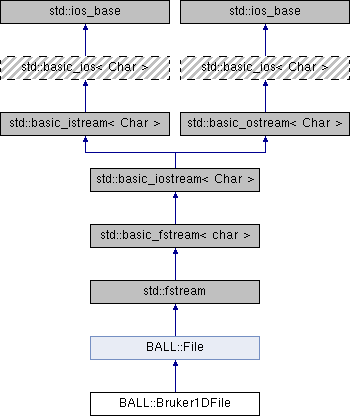 std::ios_base std::ios_base
std::basic_ios< Char > std::basic_ios< Char >
std::basic_istream< Char > std::basic_ostream< Char >
std::basic_iostream< Char >
std::basic_fstream< char >
std::fstream
BALL::File
BALL::Bruker1DFile